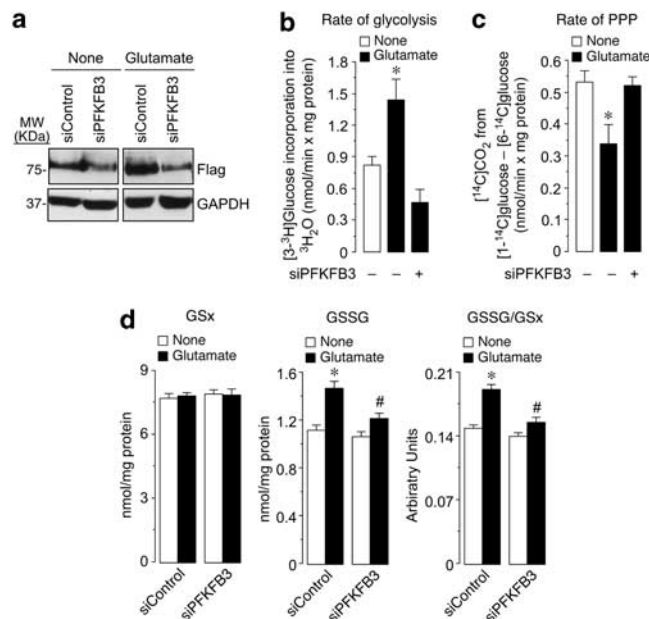 a
None Glutamate
siControl
siPFKFB3
siControl
siPFKFB3
MW
(KDa)
75- Flag
37- GAPDH
b Rate of glycolysis
None
Glutamate
[3-³H]Glucose incorporation into
³H₂O (nmol/min x mg protein)
1.8
1.5
1.2
0.9
0.6
0.3
0
*
siPFKFB3 – – +
c Rate of PPP
None
Glutamate
[¹⁴C]CO₂ from
[1-¹⁴C]glucose – [6-¹⁴C]glucose
(nmol/min x mg protein)
0.6
0.5
0.4
0.3
0.2
0.1
0
*
siPFKFB3 – – +
d GSx
None
Glutamate
nmol/mg protein
9
6
3
0
siControl
siPFKFB3
GSSG
None
Glutamate
nmol/mg protein
1.6
1.2
0.8
0.4
0
*
#
siControl
siPFKFB3
GSSG/GSx
None
Glutamate
Arbiratry Units
0.21
0.14
0.07
0
*
#
siControl
siPFKFB3